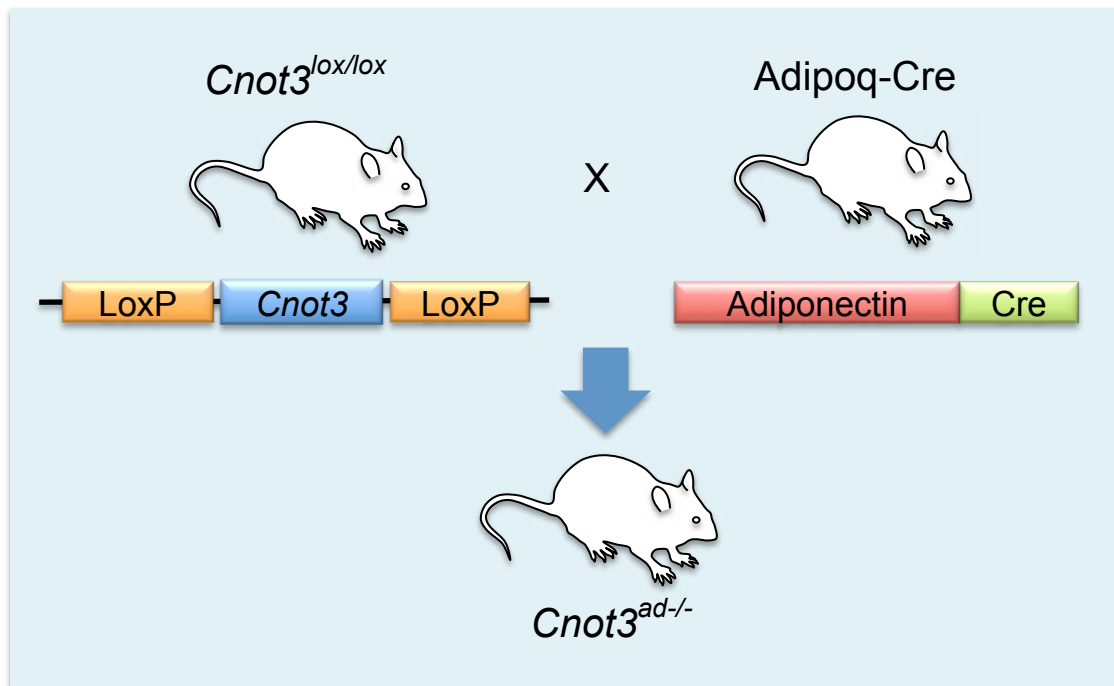 Cnot3lox/lox
Adipoq-Cre
X
LoxP Cnot3 LoxP
Adiponectin Cre
Cnot3ad-/-